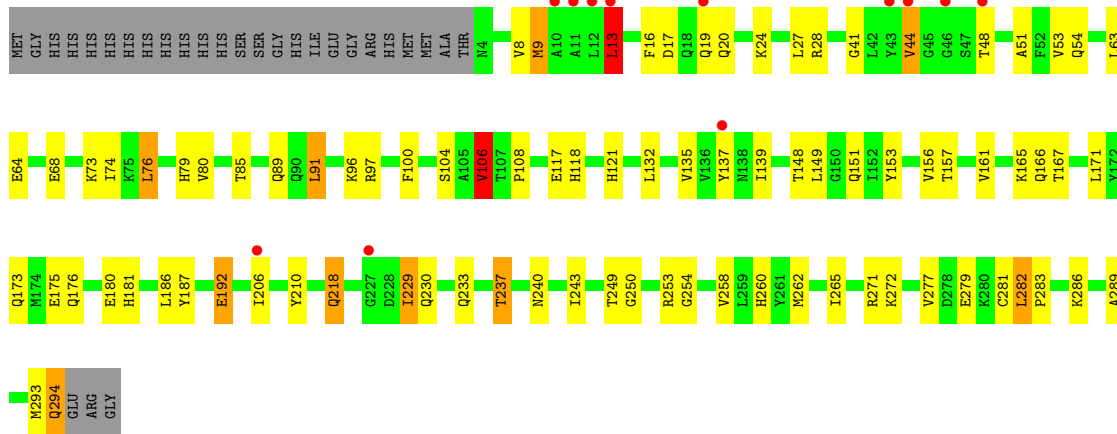 MET GLY HIS HIS HIS HIS HIS HIS HIS HIS HIS HIS SER SER GLY HIS ILE GLU GLY ARG HIS MET MET ALA THR N4 V8 M9 A10 A11 L12 L13 F16 D17 Q18 Q19 Q20 K24 L27 R28 G41 L42 Y43 V44 G45 G46 S47 T48 A51 F52 V53 Q54 L63
E64 E68 K73 I74 K75 L76 H79 V80 T85 Q89 Q90 L91 K96 R97 F100 S104 A105 V106 T107 P108 E117 H118 H121 L132 V135 V136 Y137 N138 I139 T148 L149 G150 Q151 I152 Y153 V156 T157 V161 K165 Q166 T167 L171 Y172
Q173 M174 E175 Q176 E180 H181 L186 Y187 E192 I206 Y210 Q218 G227 D228 I229 Q230 Q233 T237 N240 I243 T249 G250 R253 G254 V258 L259 H260 Y261 M262 I265 R271 K272 V277 D278 E279 K280 C281 L282 P283 K286 A289
M293 Q294 GLU ARG GLY